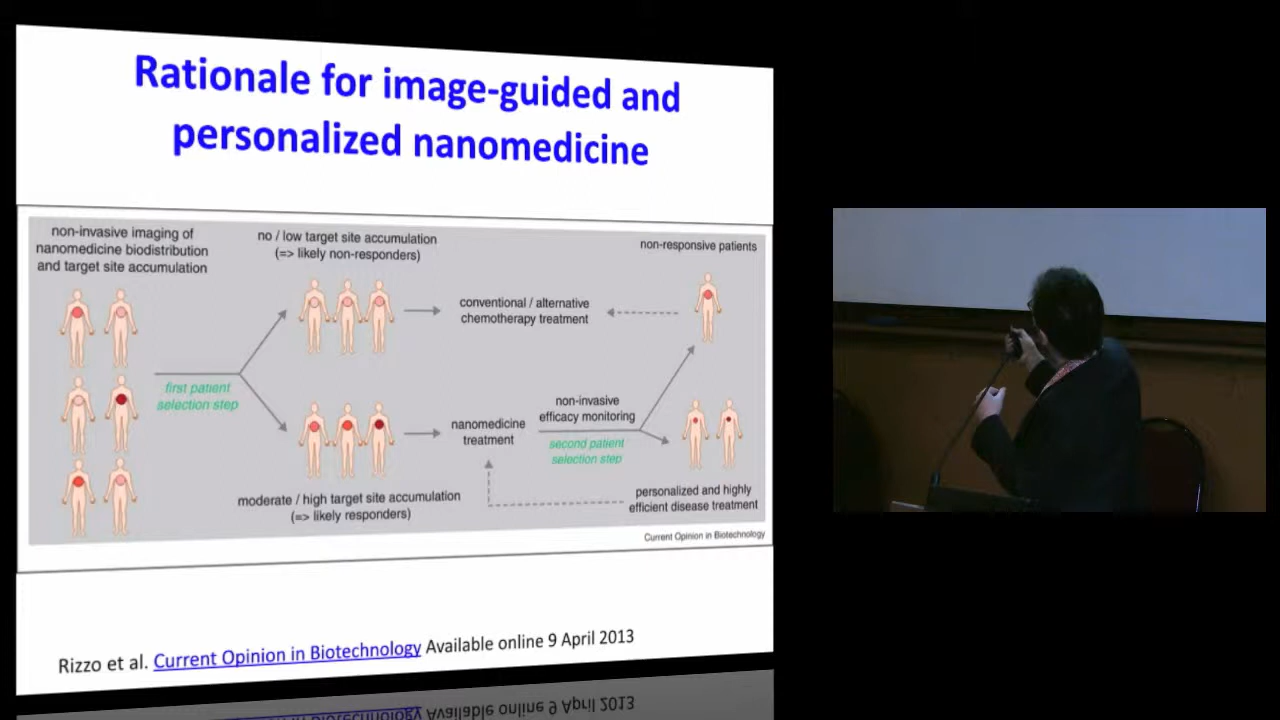 Rationale for image-guided and
personalized nanomedicine
non-invasive imaging of
nanomedicine biodistribution
and target site accumulation
no / low target site accumulation
(=> likely non-responders)
non-responsive patients
conventional / alternative
chemotherapy treatment
first patient
selection step
non-invasive
efficacy monitoring
nanomedicine
treatment
second patient
selection step
moderate / high target site accumulation
(=> likely responders)
personalized and highly
efficient disease treatment
Current Opinion in Biotechnology
Rizzo et al. Current Opinion in Biotechnology Available online 9 April 2013